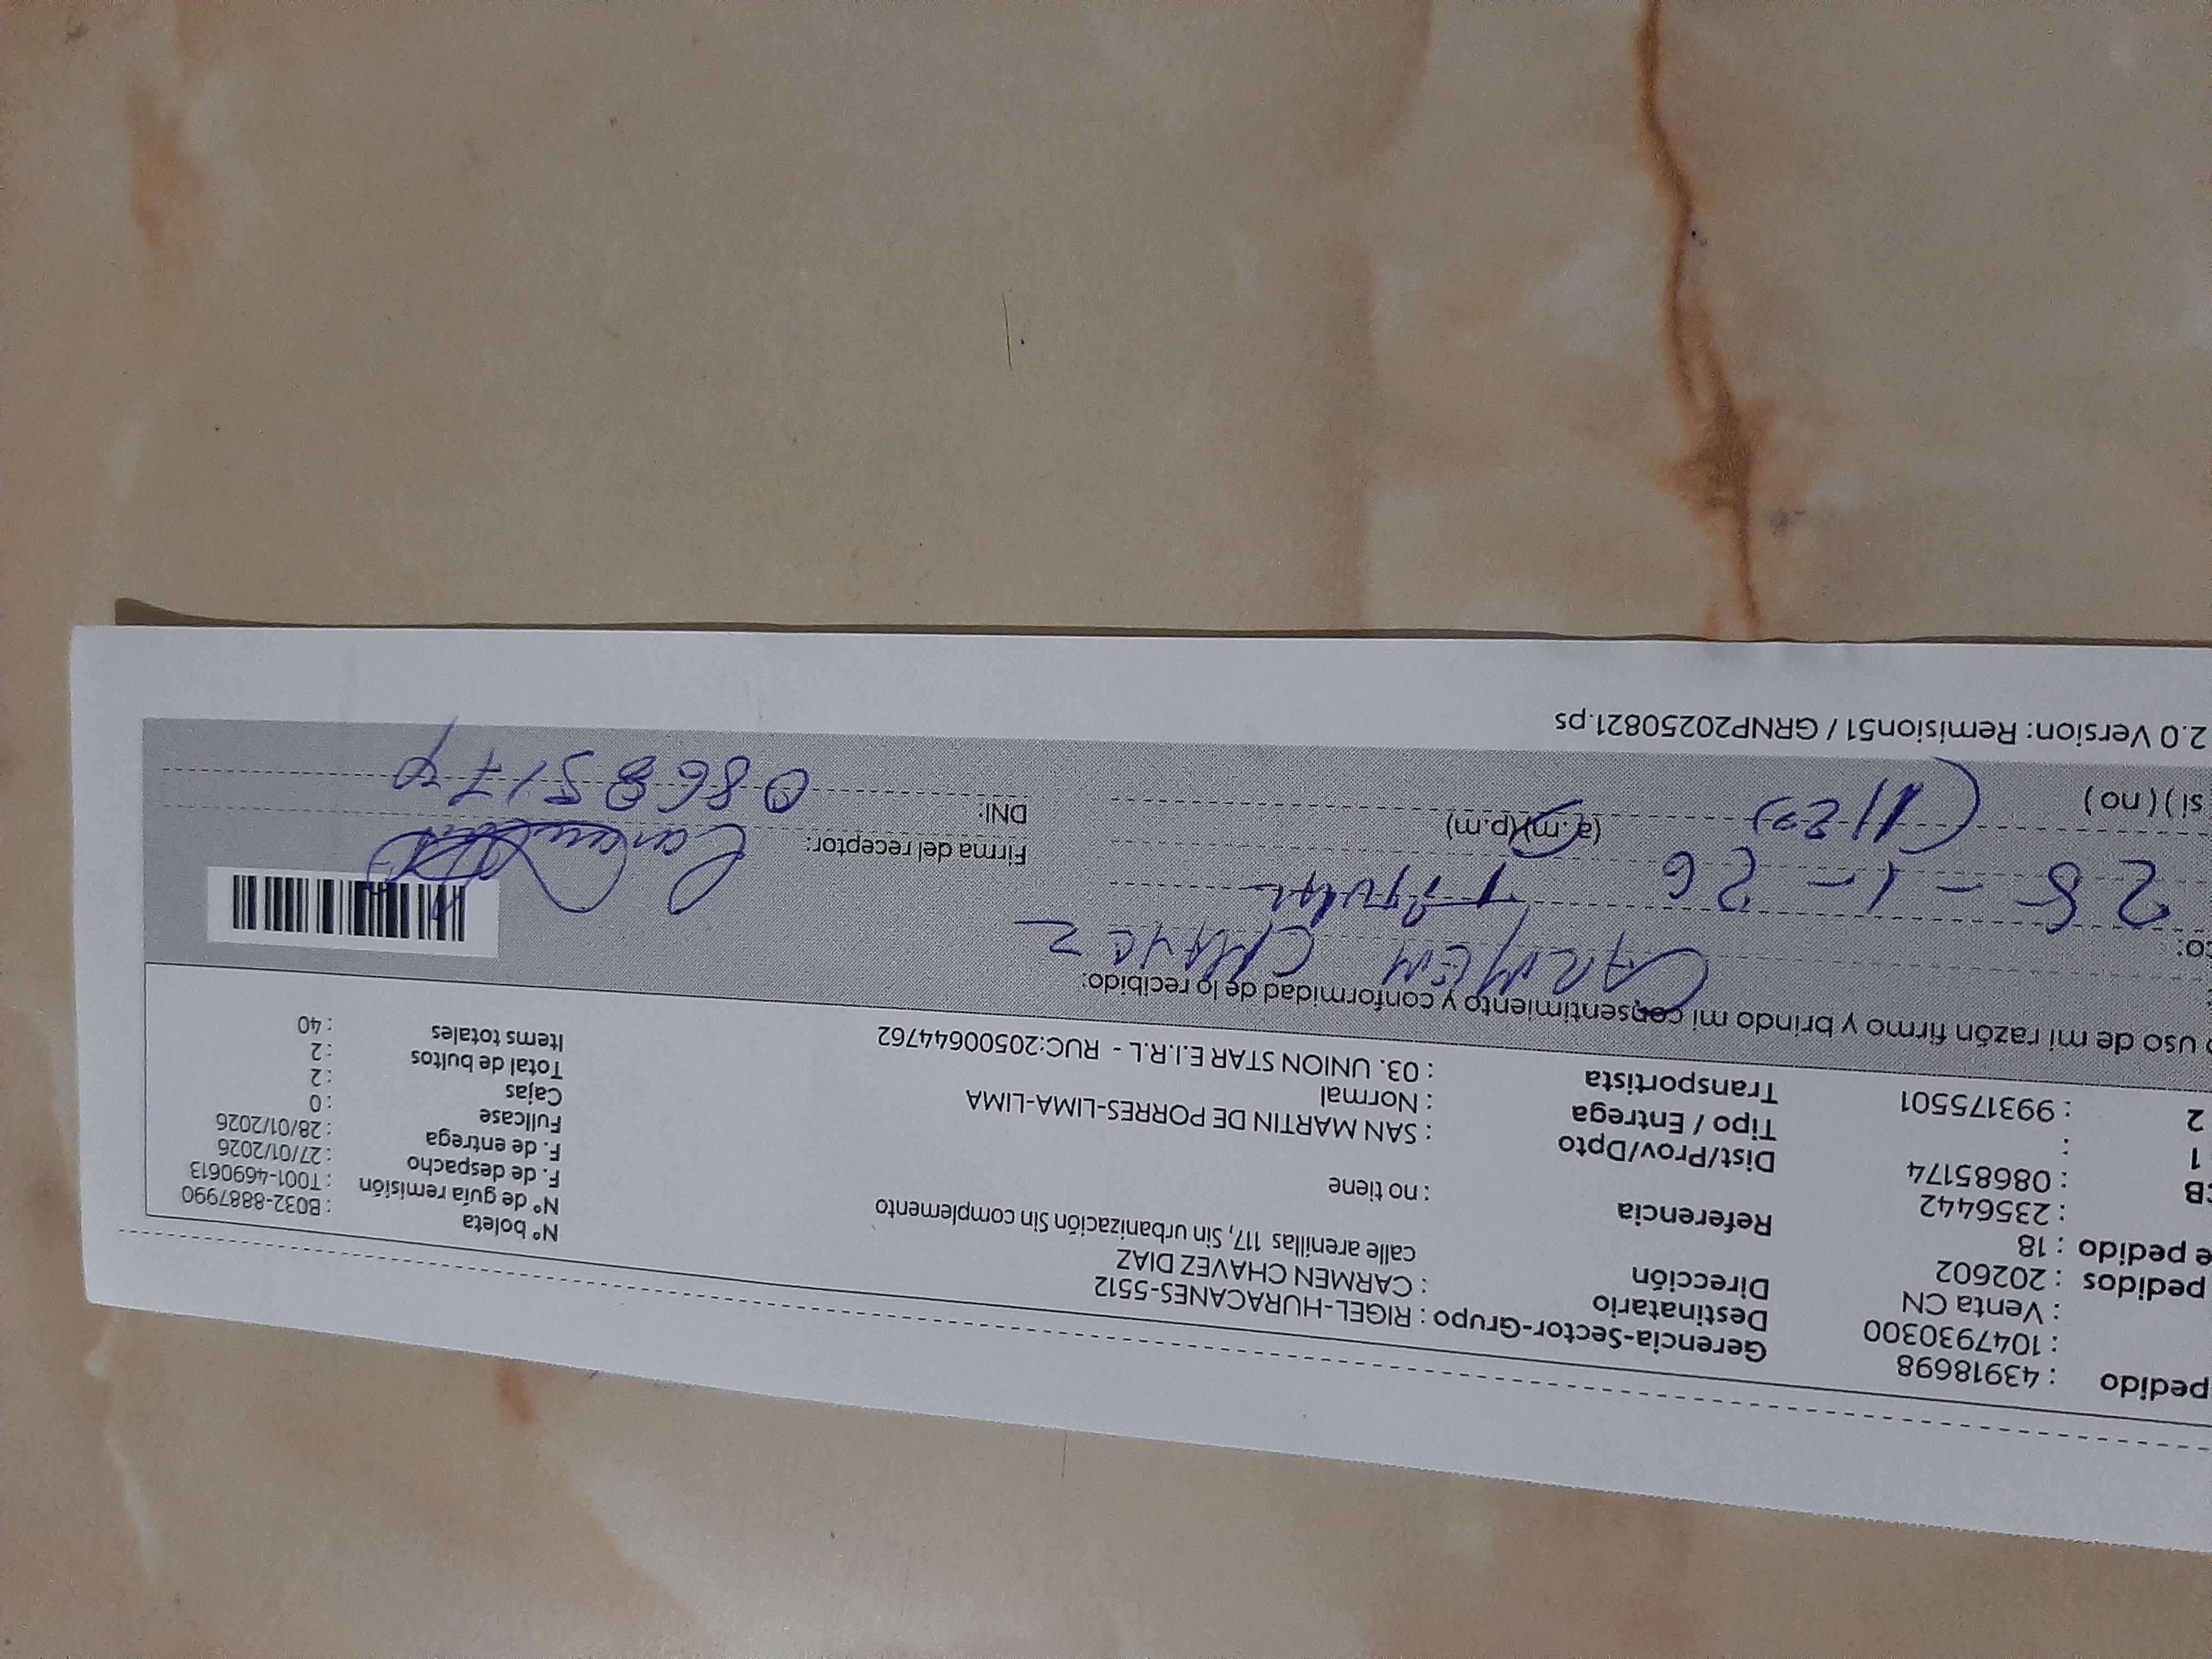 pedido : 43918698
: 1047930300
: Venta CN
pedidos : 202602
e pedido : 18
: 2356442
CB : 08685174
1 :
2 : 993175501
Gerencia-Sector-Grupo : RIGEL-HURACANES-5512
Destinatario : CARMEN CHAVEZ DIAZ
Dirección calle arenillas 117, Sin urbanización Sin complemento
Referencia : no tiene
Dist/Prov/Dpto : SAN MARTIN DE PORRES-LIMA-LIMA
Tipo / Entrega : Normal
Transportista : 03. UNION STAR E.I.R.L - RUC:20500644762
N° boleta : B032-8887990
N° de guía remisión : T001-4690613
F. de despacho : 27/01/2026
F. de entrega : 28/01/2026
Fullcase : 0
Cajas : 2
Total de bultos : 2
Items totales : 40
uso de mi razón firmo y brindo mi consentimiento y conformidad de lo recibido:
CARMEN CHAVEZ
co:
28-1-26
(a.m)(p.m)
si ) ( no )
Firma del receptor:
DNI: 08685174
2.0 Version: Remision51 / GRNP20250821.ps